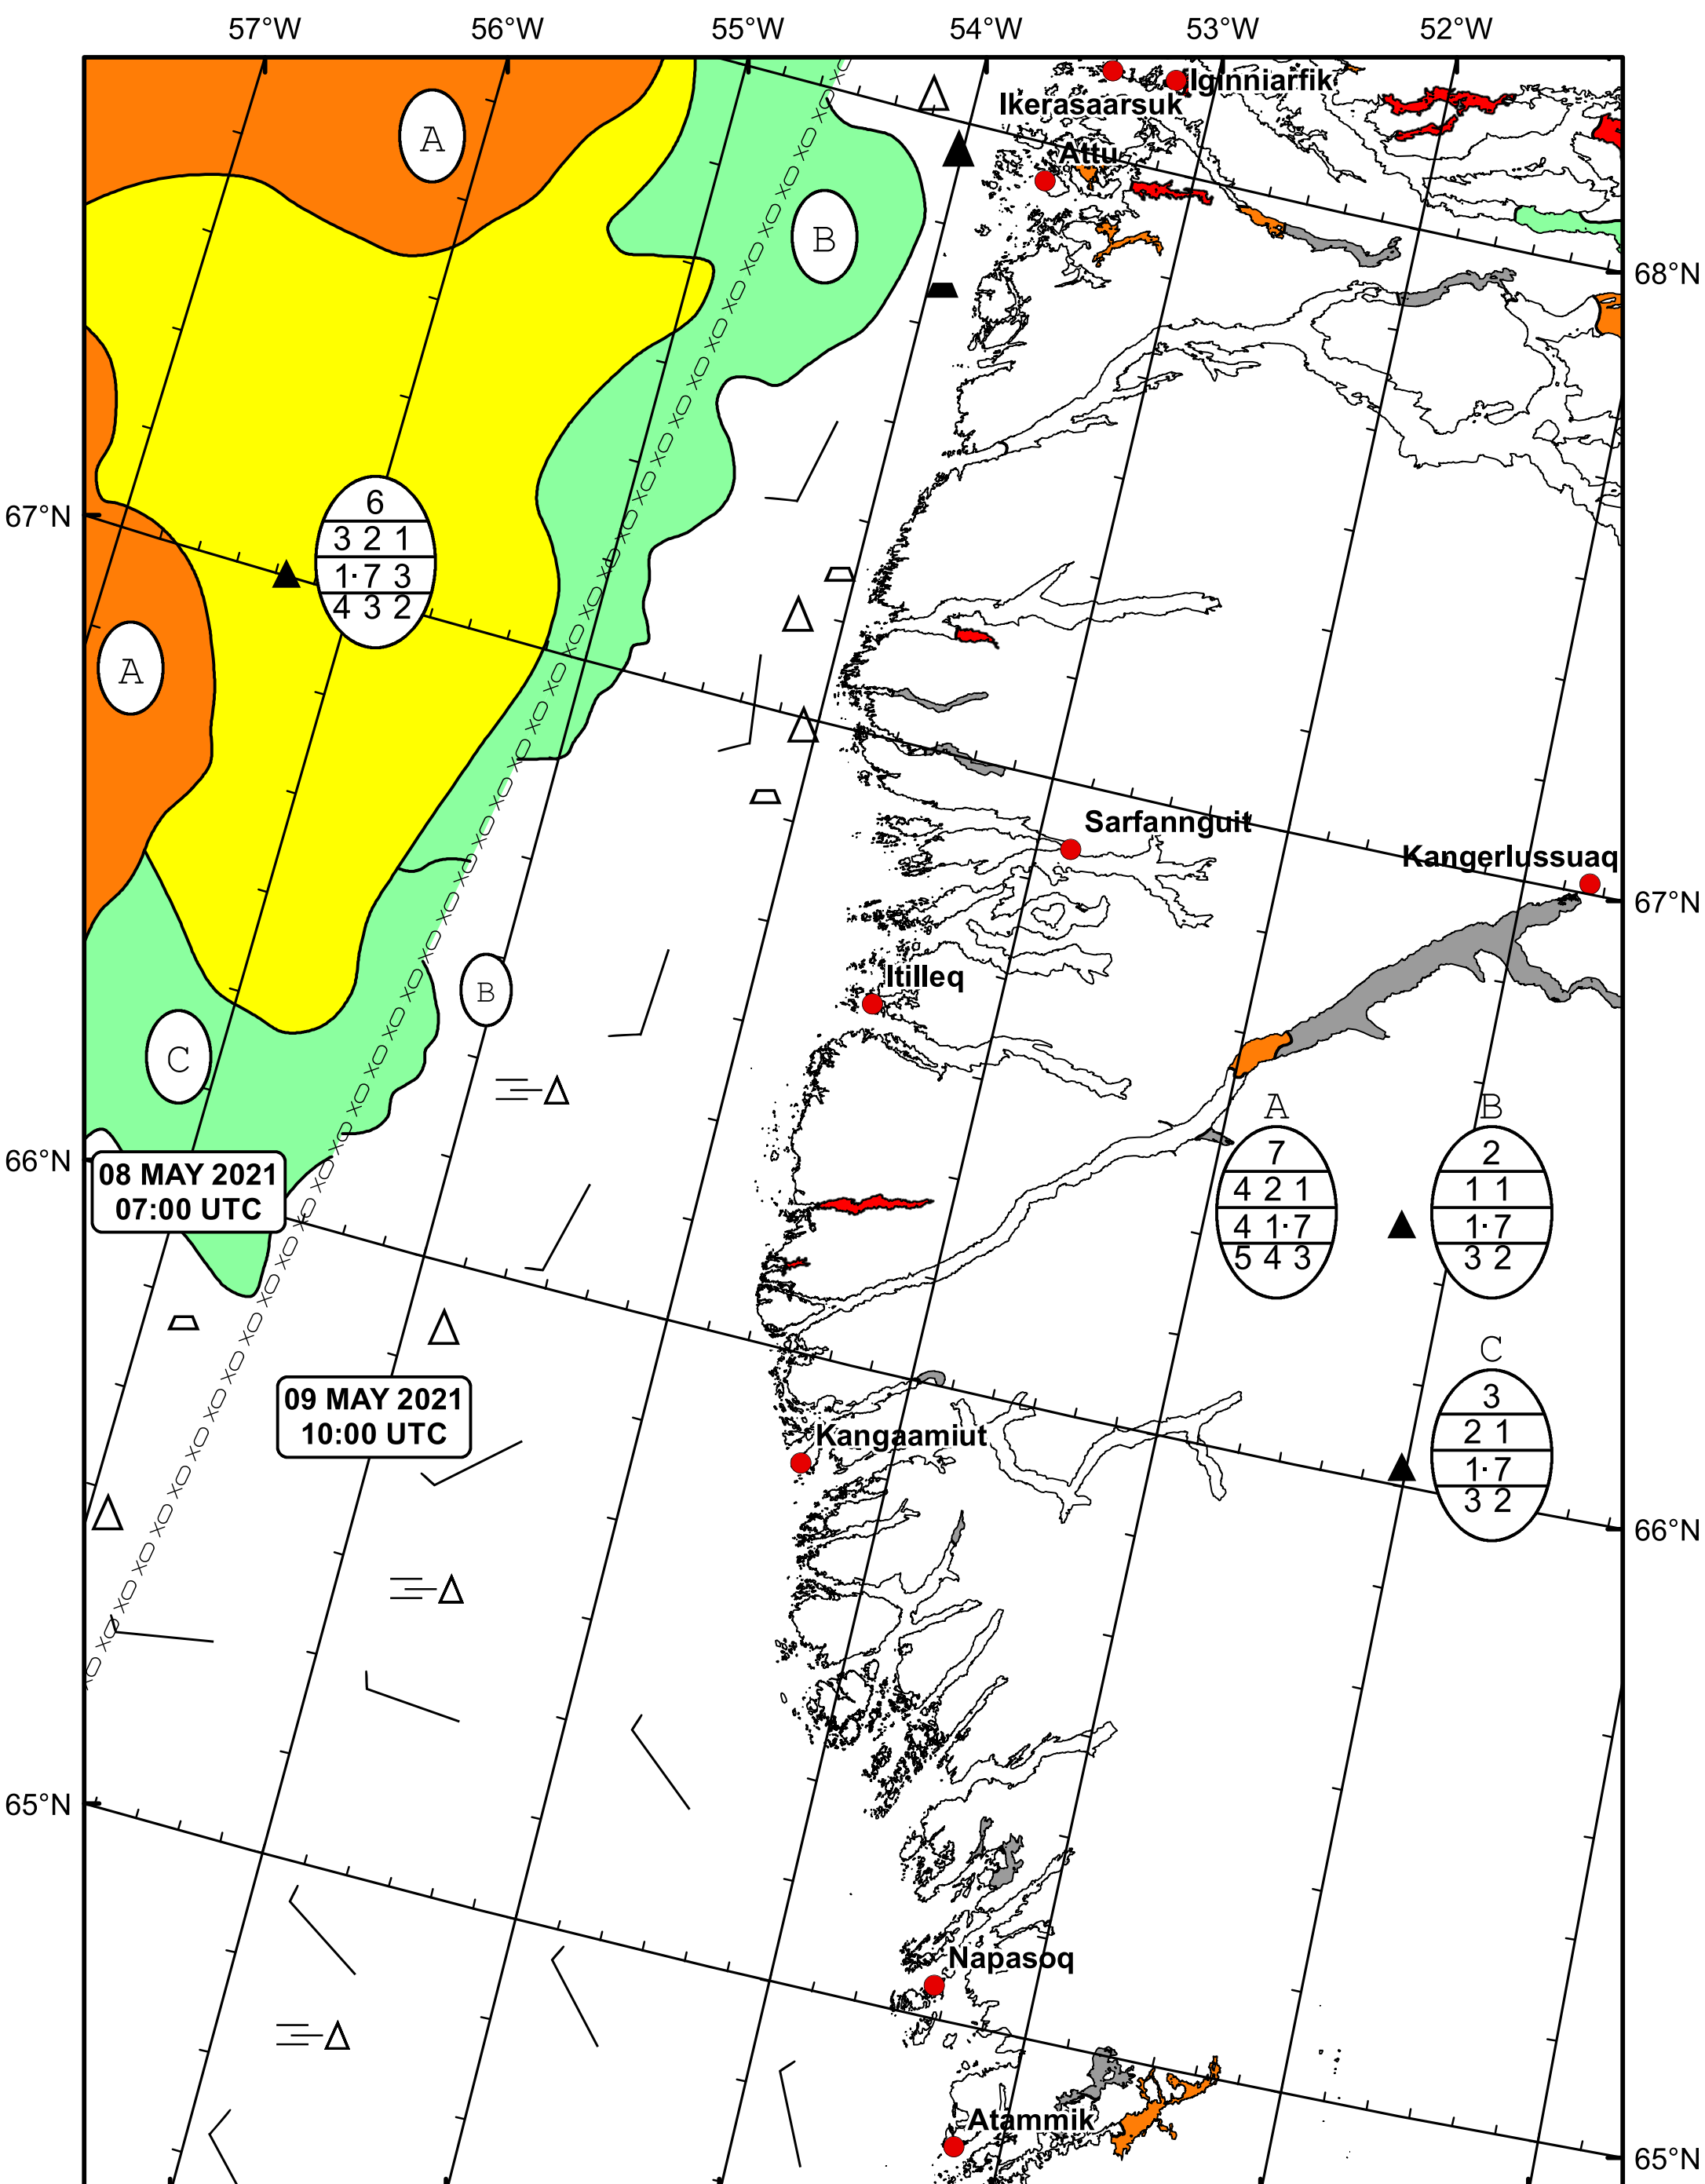 57°W 56°W 55°W 54°W 53°W 52°W
Ilginniarfik
Ikerasaarsuk
A
Attu
B
68°N
67°N
6
3 2 1
1·7 3
4 3 2
A
Sarfannguit
Kangerlussuaq
67°N
Itilleq
B
C
A
B
7
4 2 1
4 1·7
5 4 3
2
1 1
1·7
3 2
66°N
08 MAY 2021
07:00 UTC
C
3
2 1
1·7
3 2
09 MAY 2021
10:00 UTC
Kangaamiut
66°N
65°N
Napasoq
Atammik
65°N